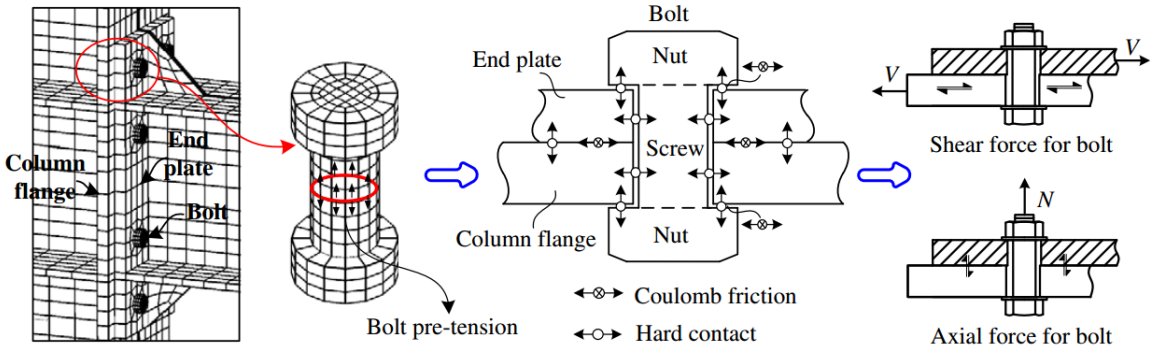 Column
flange
End
plate
Bolt
Bolt pre-tension
Bolt
End plate
Nut
Screw
Column flange
Nut
Coulomb friction
Hard contact
V
V
Shear force for bolt
N
Axial force for bolt